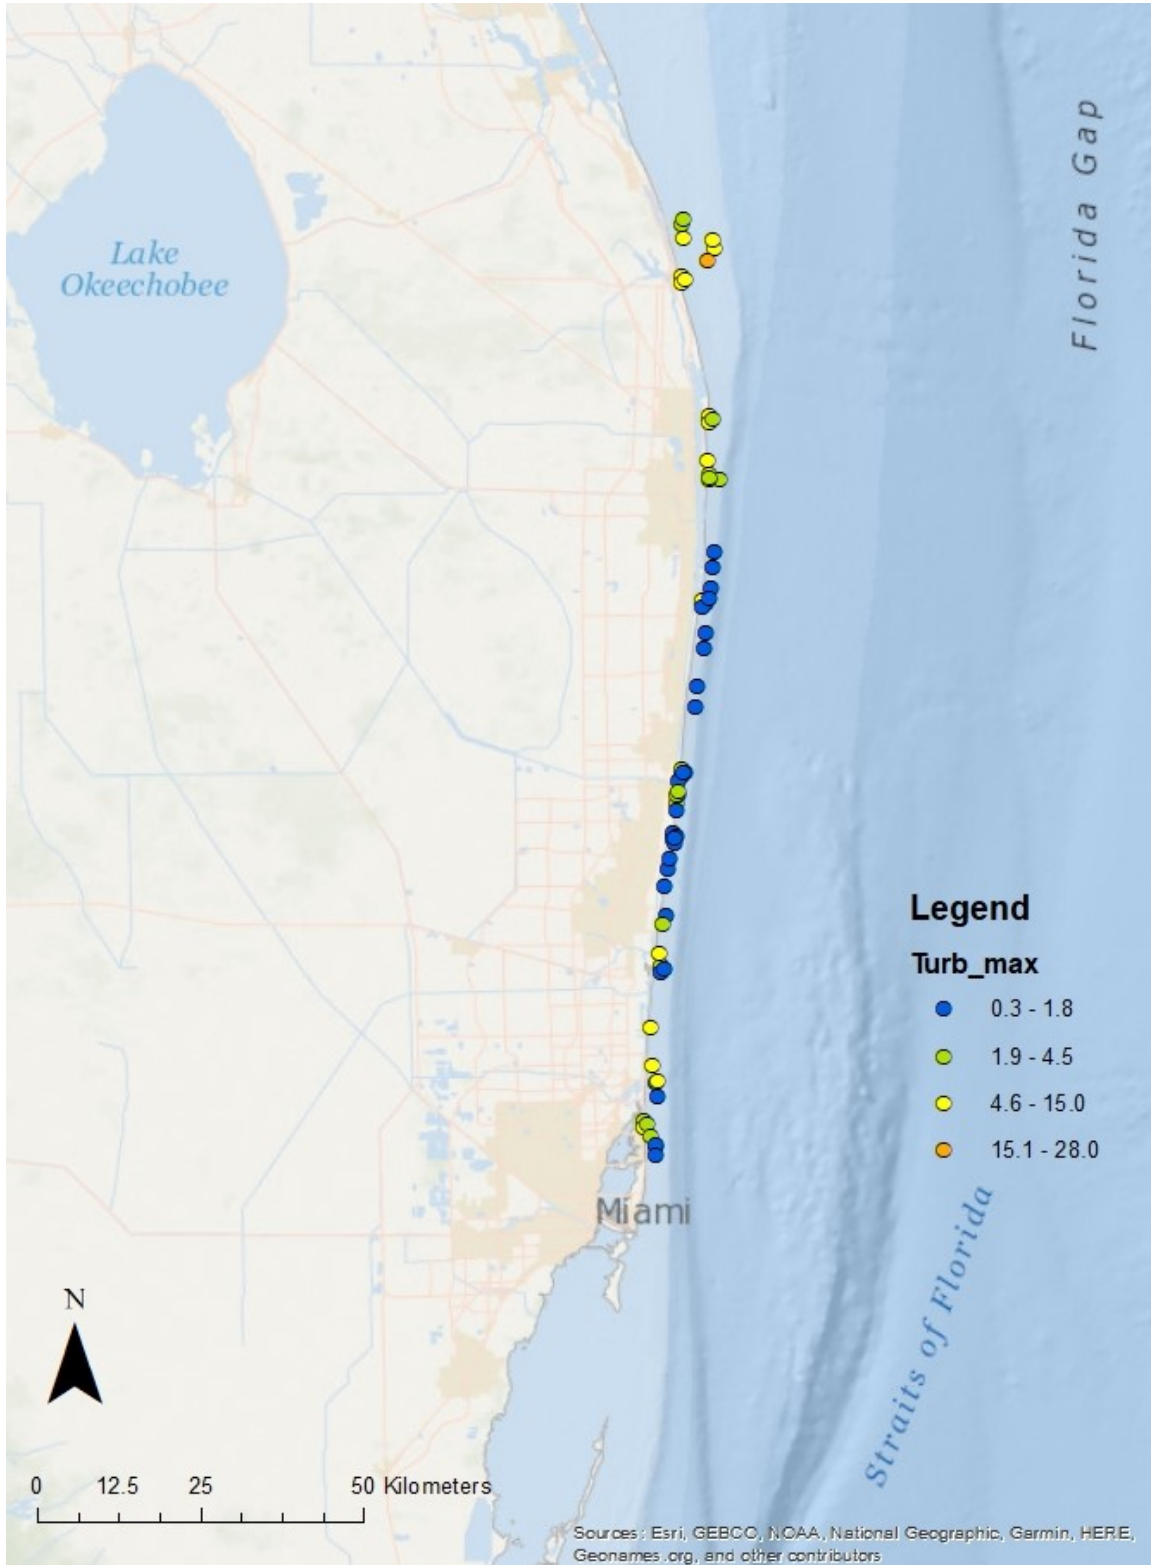 Florida Gap
Lake
Okeechobee
Legend
Turb_max
0.3 - 1.8
1.9 - 4.5
4.6 - 15.0
15.1 - 28.0
Miami
Straits of Florida
N
0 12.5 25 50 Kilometers
Sources: Esri, GEBCO, NOAA, National Geographic, Garmin, HERE,
Geonames.org, and other contributors